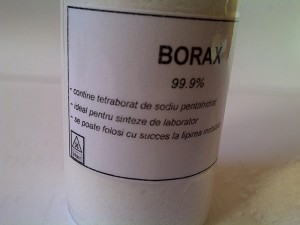 BORAX
99.9%
- contine tetraborat de sodiu pentahidrat
- ideal pentru sinteze de laborator
- se poate folosi cu succes la lipirea